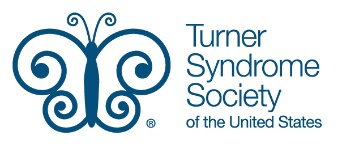 Turner
Syndrome
Society
of the United States
®